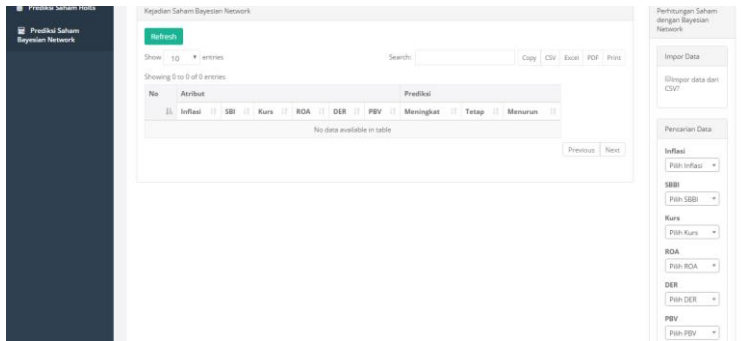 Prediksi Saham Holts
Prediksi Saham
Bayesian Network
Kejadian Saham Bayesian Network
Refresh
Show 10 entries
Search:
Copy CSV Excel PDF Print
Showing 0 to 0 of 0 entries
No Atribut Prediksi
Inflasi SBI Kurs ROA DER PBV Meningkat Tetap Menurun
No data available in table
Previous Next
Perhitungan Saham
dengan Bayesian
Network
Impor Data
Impor data dari
CSV?
Pencarian Data
Inflasi
Pilih Inflasi
SBBI
Pilih SBBI
Kurs
Pilih Kurs
ROA
Pilih ROA
DER
Pilih DER
PBV
Pilih PBV